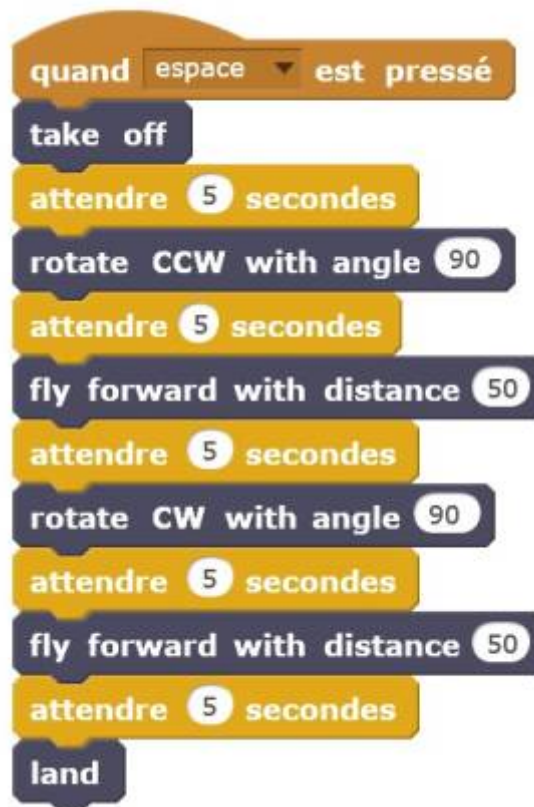 quand espace est pressé
take off
attendre 5 secondes
rotate CCW with angle 90
attendre 5 secondes
fly forward with distance 50
attendre 5 secondes
rotate CW with angle 90
attendre 5 secondes
fly forward with distance 50
attendre 5 secondes
land